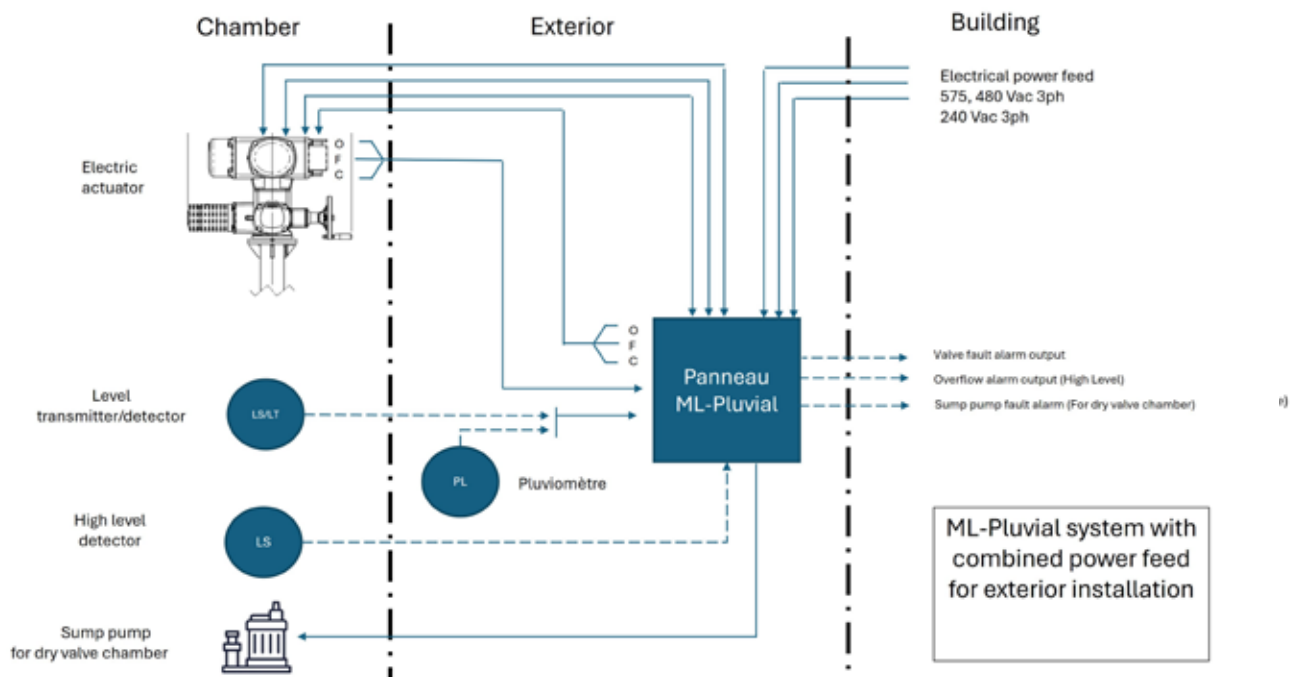 Chamber
Exterior
Building
Electrical power feed
575, 480 Vac 3ph
240 Vac 3ph
Electric
actuator
O
F
C
O
F
C
Panneau
ML-Pluvial
Valve fault alarm output
Overflow alarm output (High Level)
Sump pump fault alarm (For dry valve chamber)
e)
Level
transmitter/detector
LS/LT
PL
Pluviomètre
High level
detector
LS
ML-Pluvial system with
combined power feed
for exterior installation
Sump pump
for dry valve chamber